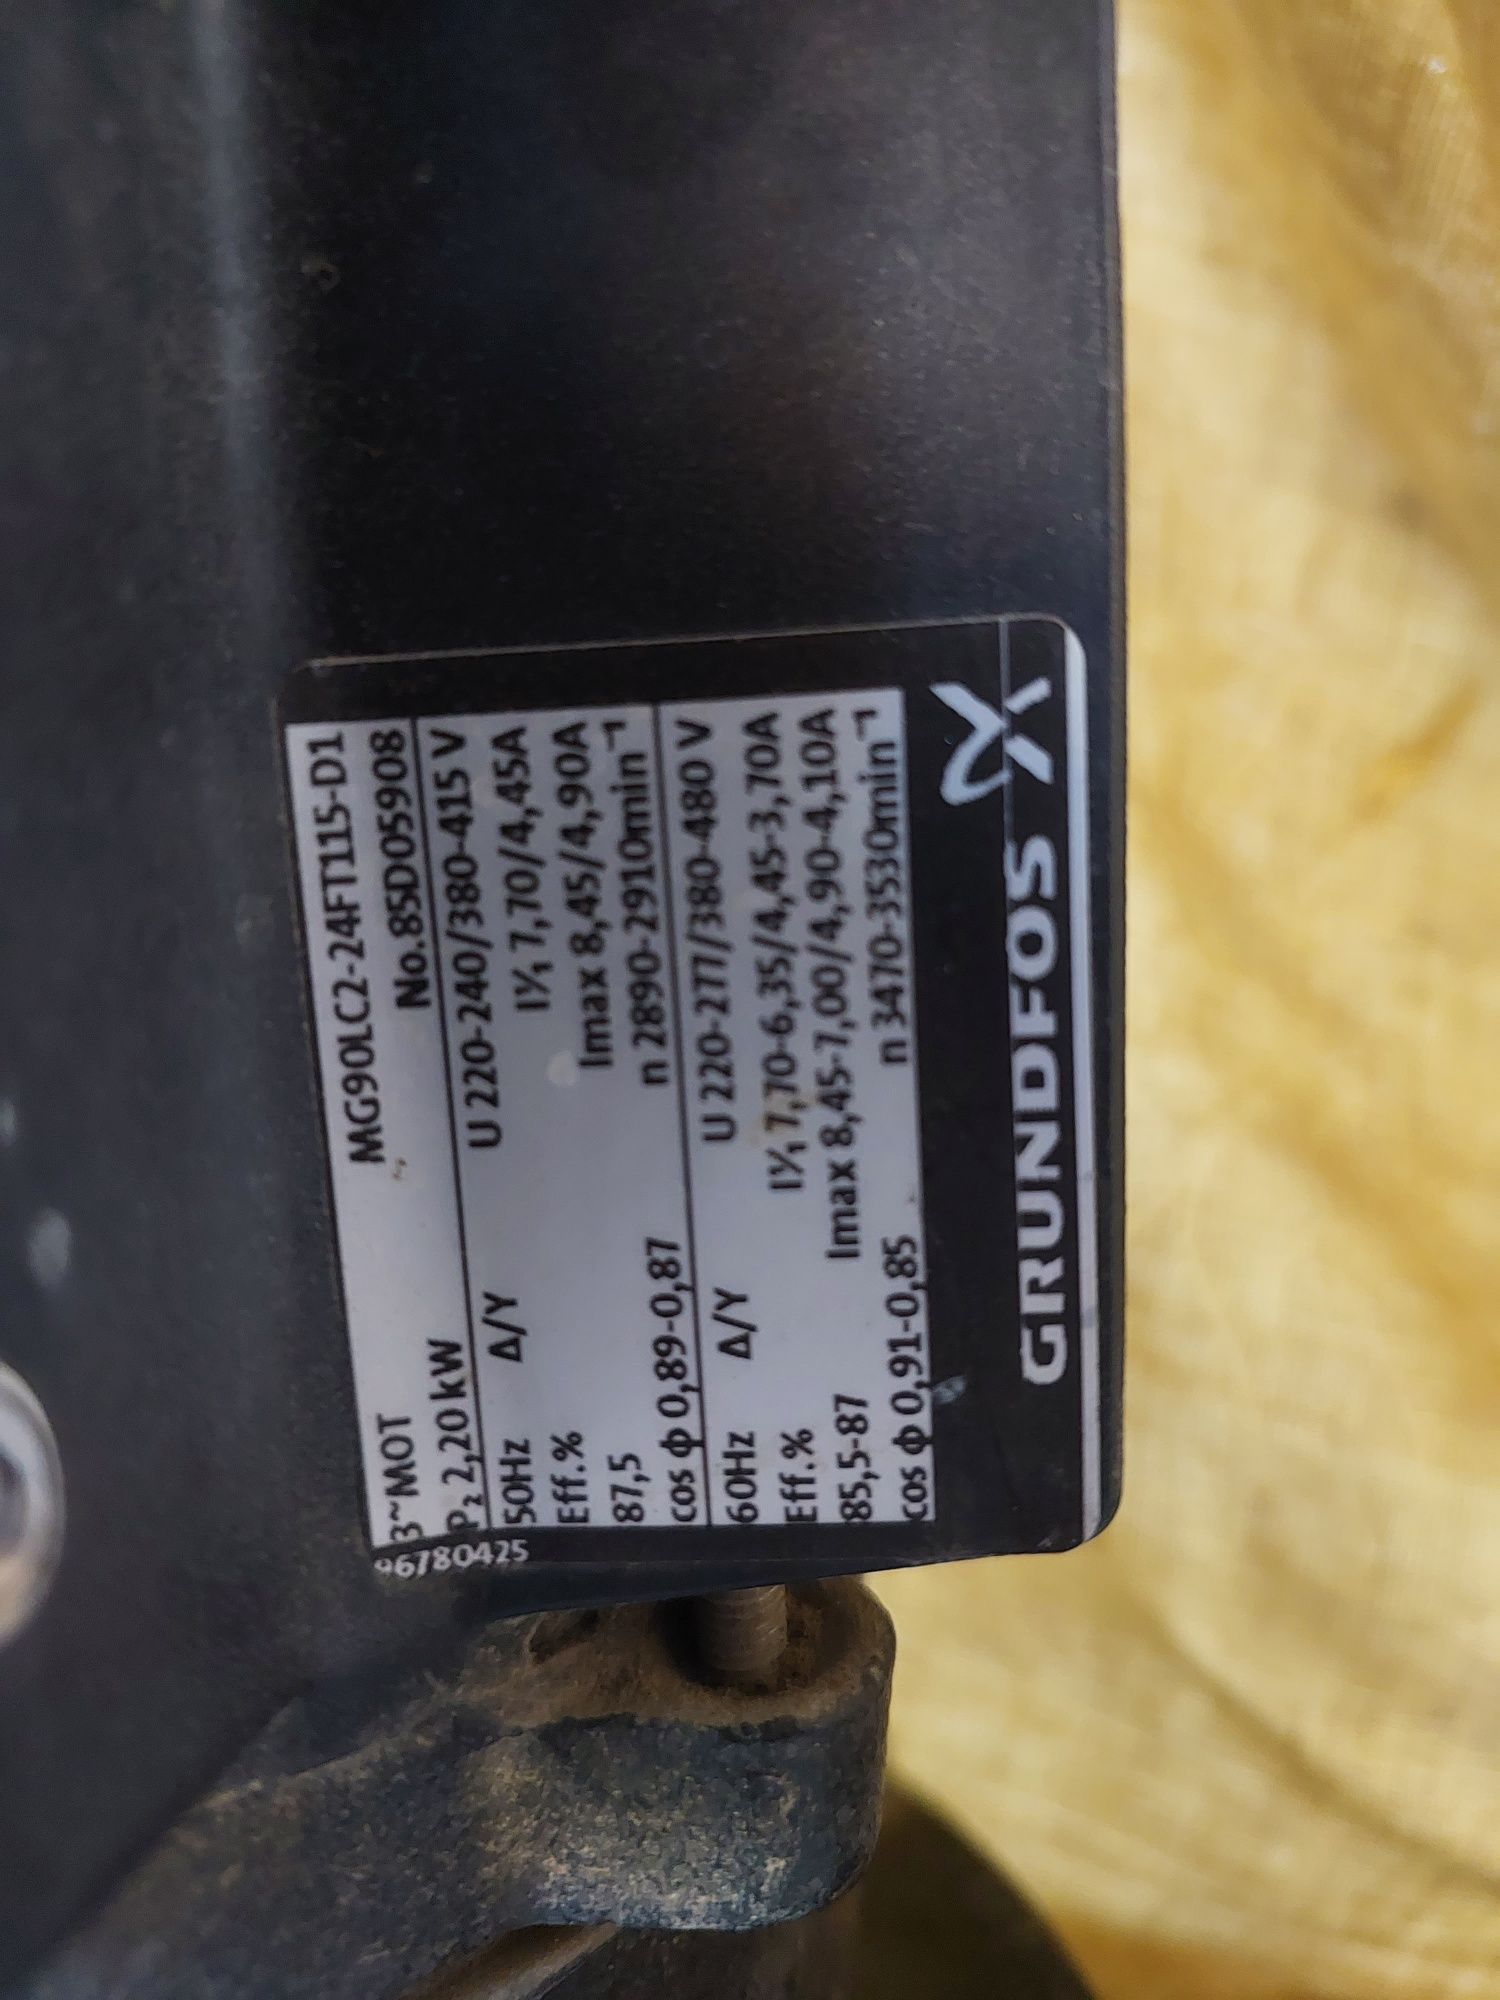 96780425
3~MOT MG90LC2-24FT115-D1
P₂ 2,20 kW No.85D05908
50Hz Δ/Y U 220-240/380-415 V
Eff.% I¹⁄₁ 7,70/4,45A
87,5 Imax 8,45/4,90A
cos φ 0,89-0,87 n 2890-2910min⁻¹
60Hz Δ/Y U 220-277/380-480 V
Eff.% I¹⁄₁ 7,70-6,35/4,45-3,70A
85,5-87 Imax 8,45-7,00/4,90-4,10A
cos φ 0,91-0,85 n 3470-3530min⁻¹
GRUNDFOS